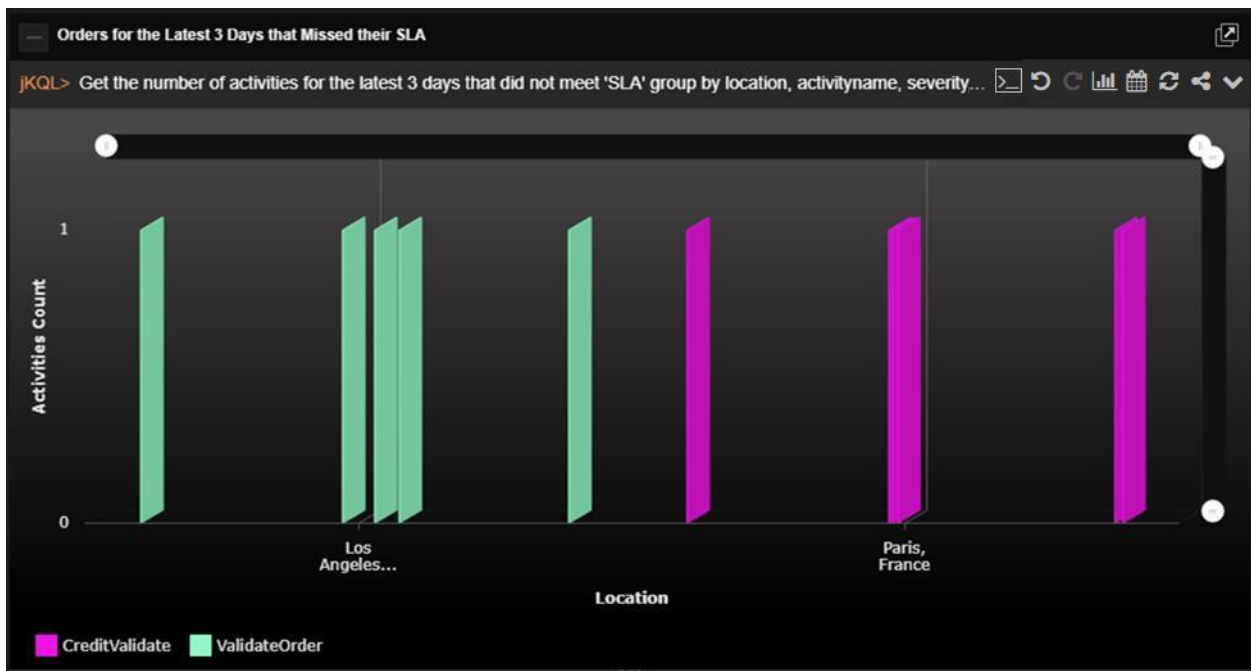 Orders for the Latest 3 Days that Missed their SLA
jKQL> Get the number of activities for the latest 3 days that did not meet 'SLA' group by location, activityname, severity,...
1
Activities Count
0
Los
Angeles...
Paris,
France
Location
CreditValidate
ValidateOrder